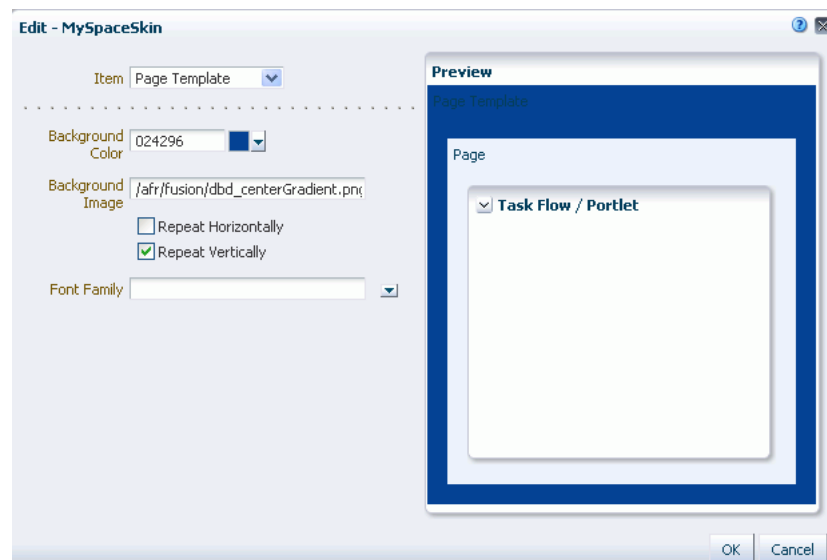 Edit - MySpaceSkin
Item Page Template
Background Color 024296
Background Image /afr/fusion/dbd_centerGradient.png
Repeat Horizontally
Repeat Vertically
Font Family
Preview
Page Template
Page
Task Flow / Portlet
OK Cancel